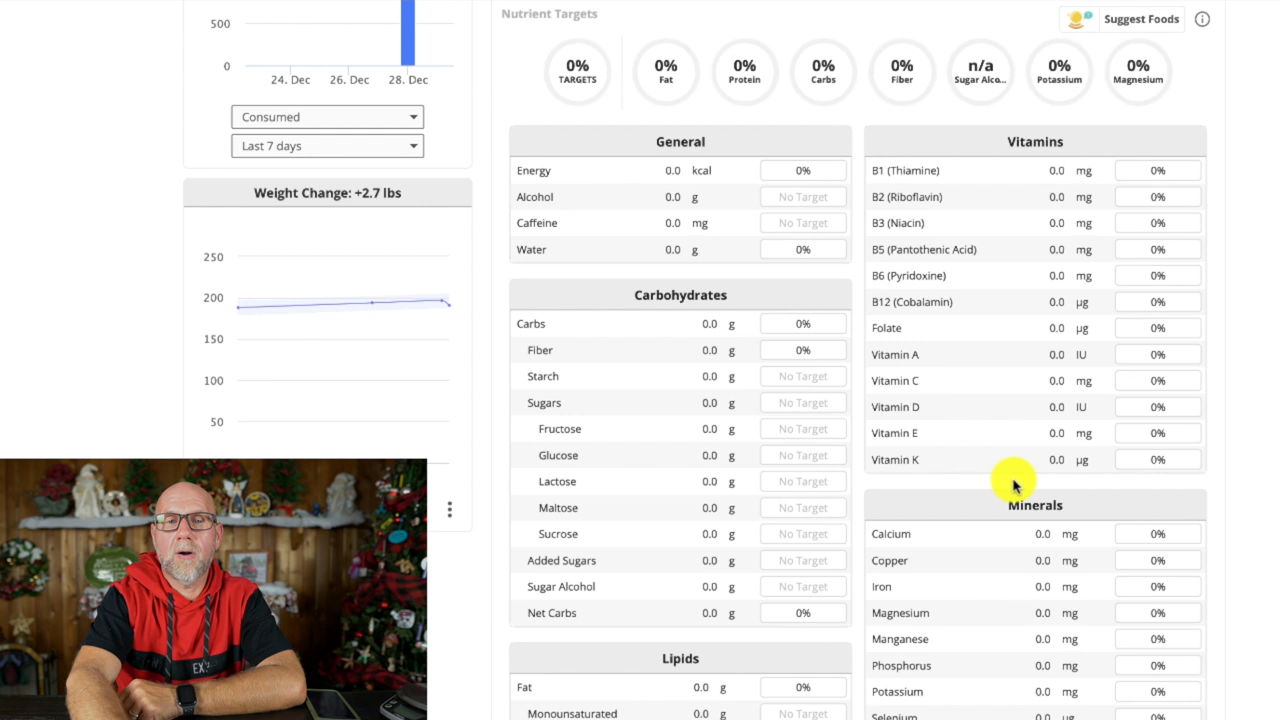 500
0
24. Dec 26. Dec 28. Dec
Consumed
Last 7 days
Weight Change: +2.7 lbs
250
200
150
100
50
EX
Nutrient Targets
Suggest Foods
0% TARGETS
0% Fat
0% Protein
0% Carbs
0% Fiber
n/a Sugar Alco...
0% Potassium
0% Magnesium
General
Energy 0.0 kcal 0%
Alcohol 0.0 g No Target
Caffeine 0.0 mg No Target
Water 0.0 g 0%
Carbohydrates
Carbs 0.0 g 0%
Fiber 0.0 g 0%
Starch 0.0 g No Target
Sugars 0.0 g No Target
Fructose 0.0 g No Target
Glucose 0.0 g No Target
Lactose 0.0 g No Target
Maltose 0.0 g No Target
Sucrose 0.0 g No Target
Added Sugars 0.0 g No Target
Sugar Alcohol 0.0 g No Target
Net Carbs 0.0 g 0%
Lipids
Fat 0.0 g 0%
Monounsaturated 0.0 g No Target
Vitamins
B1 (Thiamine) 0.0 mg 0%
B2 (Riboflavin) 0.0 mg 0%
B3 (Niacin) 0.0 mg 0%
B5 (Pantothenic Acid) 0.0 mg 0%
B6 (Pyridoxine) 0.0 mg 0%
B12 (Cobalamin) 0.0 µg 0%
Folate 0.0 µg 0%
Vitamin A 0.0 IU 0%
Vitamin C 0.0 mg 0%
Vitamin D 0.0 IU 0%
Vitamin E 0.0 mg 0%
Vitamin K 0.0 µg 0%
Minerals
Calcium 0.0 mg 0%
Copper 0.0 mg 0%
Iron 0.0 mg 0%
Magnesium 0.0 mg 0%
Manganese 0.0 mg 0%
Phosphorus 0.0 mg 0%
Potassium 0.0 mg 0%
Selenium 0.0 µg 0%